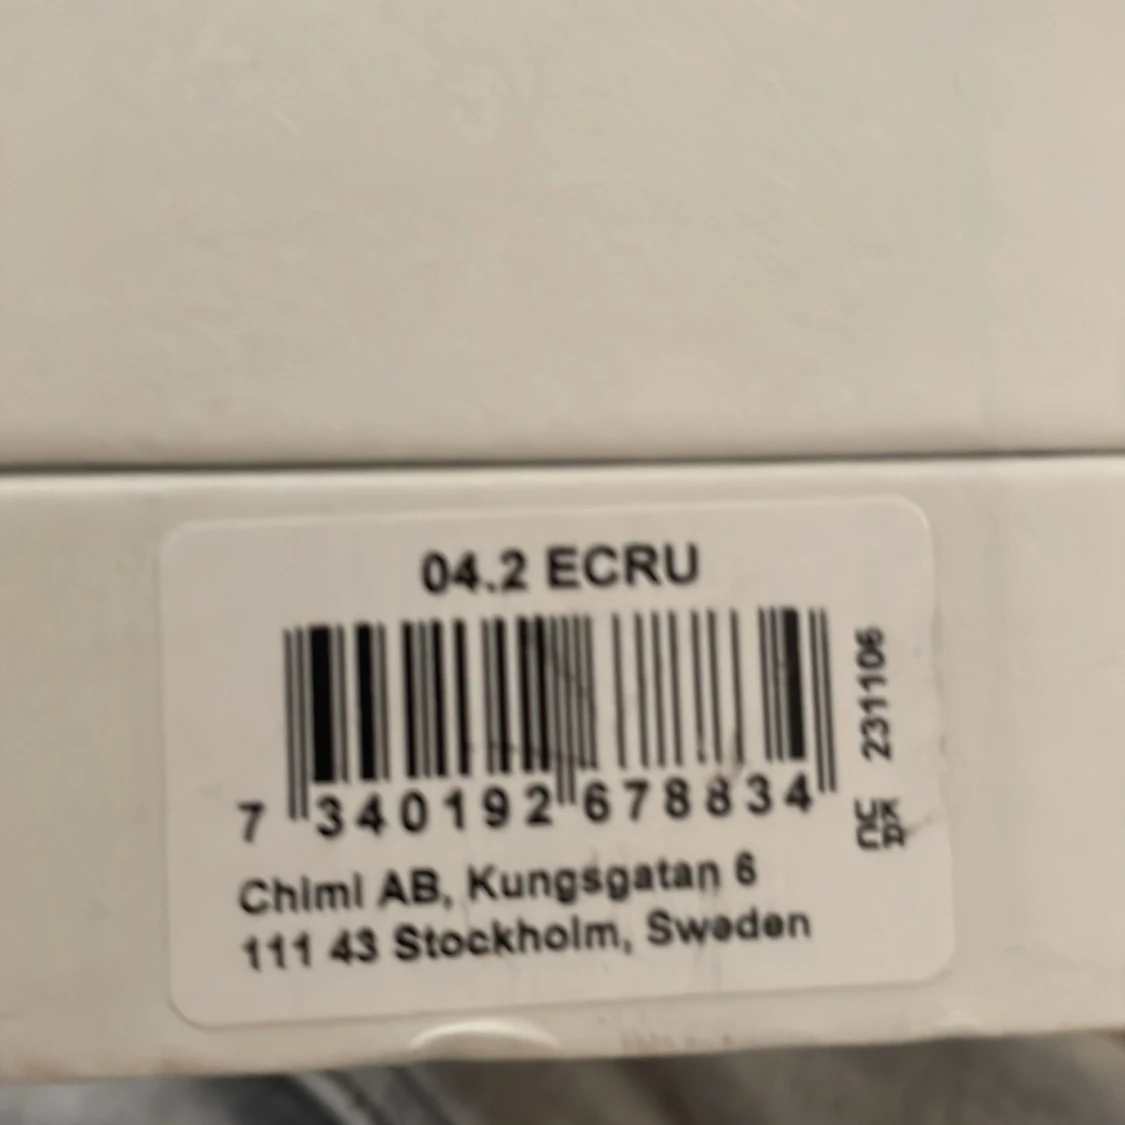 04.2 ECRU
7 340192 678834
231106
UK
CA
Chimi AB, Kungsgatan 6
111 43 Stockholm, Sweden